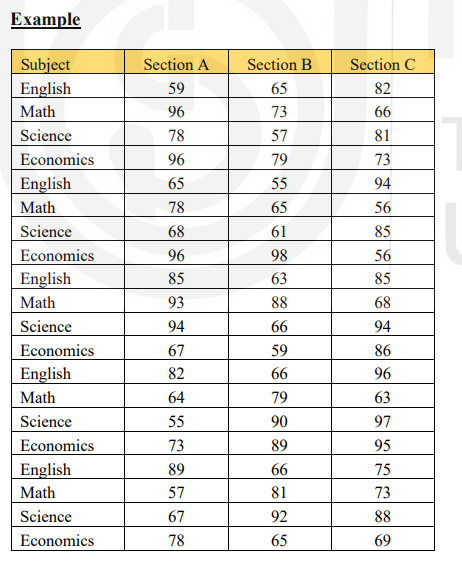 Example
Subject Section A Section B Section C
English 59 65 82
Math 96 73 66
Science 78 57 81
Economics 96 79 73
English 65 55 94
Math 78 65 56
Science 68 61 85
Economics 96 98 56
English 85 63 85
Math 93 88 68
Science 94 66 94
Economics 67 59 86
English 82 66 96
Math 64 79 63
Science 55 90 97
Economics 73 89 95
English 89 66 75
Math 57 81 73
Science 67 92 88
Economics 78 65 69